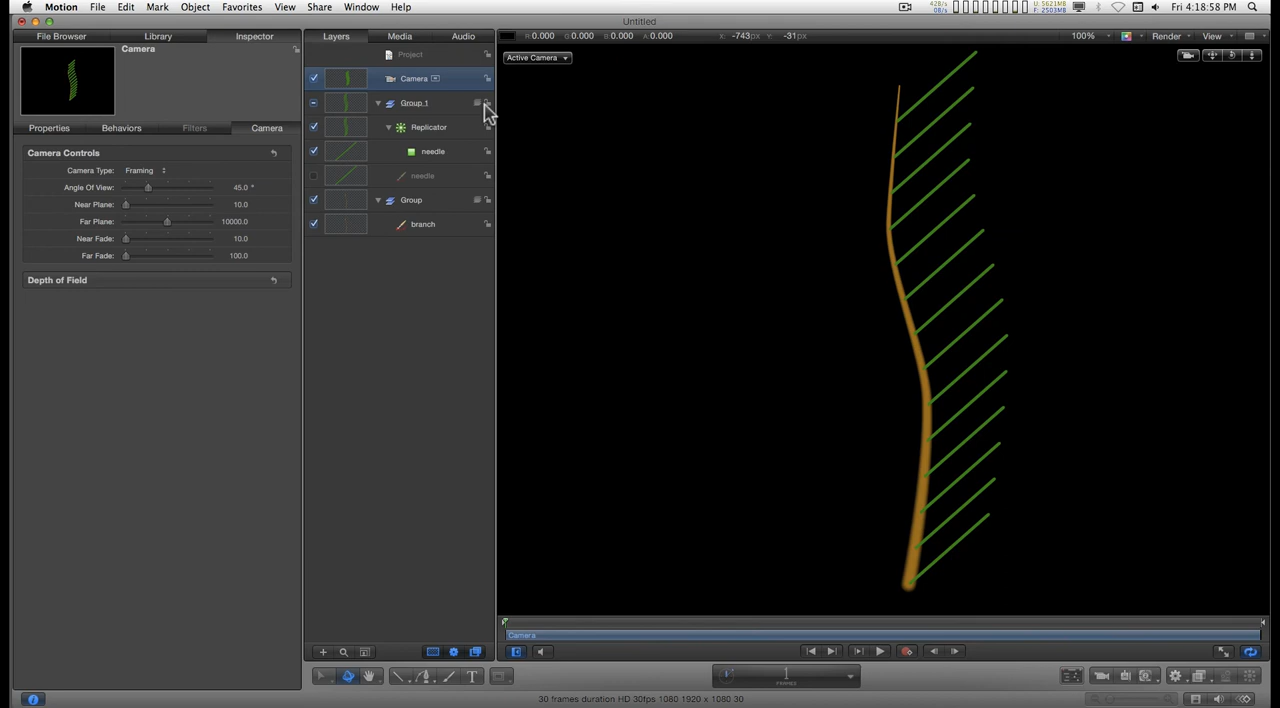 Motion File Edit Mark Object Favorites View Share Window Help Fri 4:18:58 PM
Untitled
File Browser Library Inspector Layers Media Audio R:0.000 G:0.000 B:0.000 A:0.000 X: -743px Y: -31px 100% Render View
Camera
Project
Active Camera
Camera
Group 1
Properties Behaviors Filters Camera
Replicator
Camera Controls
needle
Camera Type: Framing
needle
Angle Of View: 45.0 °
Near Plane: 10.0
Group
Far Plane: 10000.0
branch
Near Fade: 10.0
Far Fade: 100.0
Depth of Field
Camera
T
1
FRAMES
30 frames duration HD 30fps 1080 1920 x 1080 30